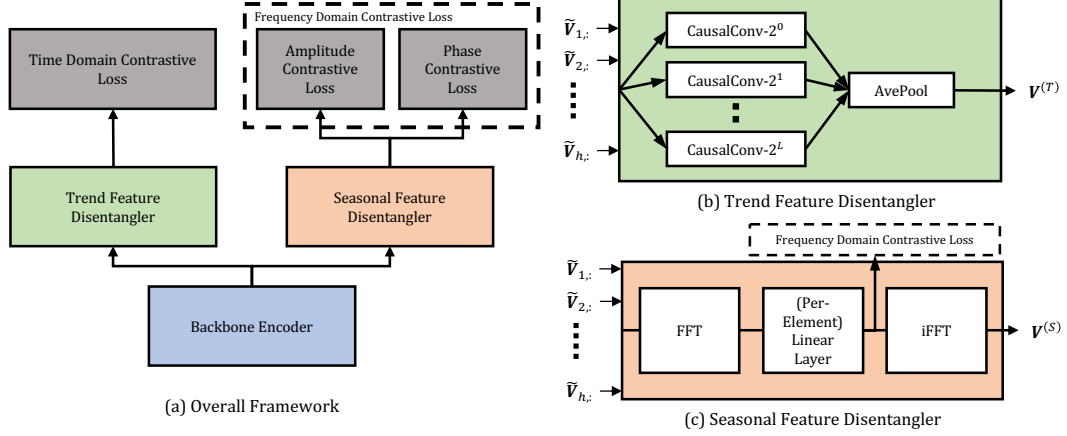 Frequency Domain Contrastive Loss
Time Domain Contrastive
Loss
Amplitude
Contrastive
Loss
Phase
Contrastive
Loss
Trend Feature
Disentangler
Seasonal Feature
Disentangler
Backbone Encoder
(a) Overall Framework
Ṽ₁,:
Ṽ₂,:
Ṽₕ,:
CausalConv-2⁰
CausalConv-2¹
CausalConv-2ᴸ
AvePool
V⁽ᵀ⁾
(b) Trend Feature Disentangler
Frequency Domain Contrastive Loss
Ṽ₁,:
Ṽ₂,:
Ṽₕ,:
FFT
(Per-
Element)
Linear
Layer
iFFT
V⁽ˢ⁾
(c) Seasonal Feature Disentangler